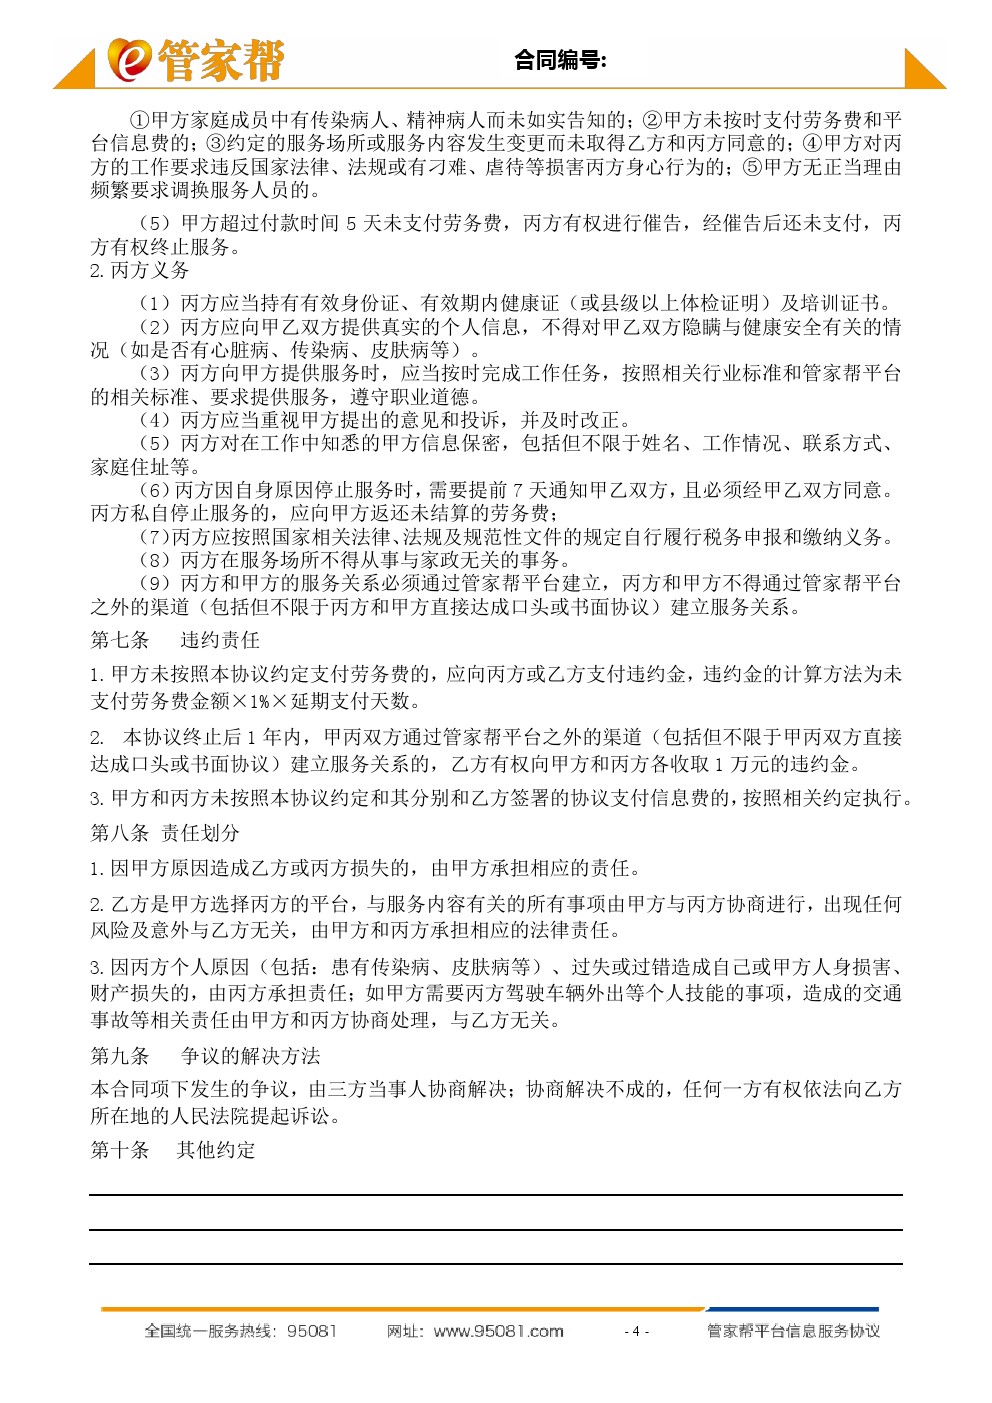 管家帮
合同编号:
①甲方家庭成员中有传染病人、精神病人而未如实告知的；②甲方未按时支付劳务费和平
台信息费的；③约定的服务场所或服务内容发生变更而未取得乙方和丙方同意的；④甲方对丙
方的工作要求违反国家法律、法规或有刁难、虐待等损害丙方身心行为的；⑤甲方无正当理由
频繁要求调换服务人员的。
（5）甲方超过付款时间 5 天未支付劳务费，丙方有权进行催告，经催告后还未支付，丙
方有权终止服务。
2.丙方义务
（1）丙方应当持有有效身份证、有效期内健康证（或县级以上体检证明）及培训证书。
（2）丙方应向甲乙双方提供真实的个人信息，不得对甲乙双方隐瞒与健康安全有关的情
况（如是否有心脏病、传染病、皮肤病等）。
（3）丙方向甲方提供服务时，应当按时完成工作任务，按照相关行业标准和管家帮平台
的相关标准、要求提供服务，遵守职业道德。
（4）丙方应当重视甲方提出的意见和投诉，并及时改正。
（5）丙方对在工作中知悉的甲方信息保密，包括但不限于姓名、工作情况、联系方式、
家庭住址等。
（6）丙方因自身原因停止服务时，需要提前 7 天通知甲乙双方，且必须经甲乙双方同意。
丙方私自停止服务的，应向甲方返还未结算的劳务费；
（7）丙方应按照国家相关法律、法规及规范性文件的规定自行履行税务申报和缴纳义务。
（8）丙方在服务场所不得从事与家政无关的事务。
（9）丙方和甲方的服务关系必须通过管家帮平台建立，丙方和甲方不得通过管家帮平台
之外的渠道（包括但不限于丙方和甲方直接达成口头或书面协议）建立服务关系。
第七条 违约责任
1.甲方未按照本协议约定支付劳务费的，应向丙方或乙方支付违约金，违约金的计算方法为未
支付劳务费金额×1%×延期支付天数。
2. 本协议终止后 1 年内，甲丙双方通过管家帮平台之外的渠道（包括但不限于甲丙双方直接
达成口头或书面协议）建立服务关系的，乙方有权向甲方和丙方各收取 1 万元的违约金。
3.甲方和丙方未按照本协议约定和其分别和乙方签署的协议支付信息费的，按照相关约定执行。
第八条 责任划分
1.因甲方原因造成乙方或丙方损失的，由甲方承担相应的责任。
2.乙方是甲方选择丙方的平台，与服务内容有关的所有事项由甲方与丙方协商进行，出现任何
风险及意外与乙方无关，由甲方和丙方承担相应的法律责任。
3.因丙方个人原因（包括：患有传染病、皮肤病等）、过失或过错造成自己或甲方人身损害、
财产损失的，由丙方承担责任；如甲方需要丙方驾驶车辆外出等个人技能的事项，造成的交通
事故等相关责任由甲方和丙方协商处理，与乙方无关。
第九条 争议的解决方法
本合同项下发生的争议，由三方当事人协商解决；协商解决不成的，任何一方有权依法向乙方
所在地的人民法院提起诉讼。
第十条 其他约定
全国统一服务热线：95081 网址：www.95081.com - 4 - 管家帮平台信息服务协议